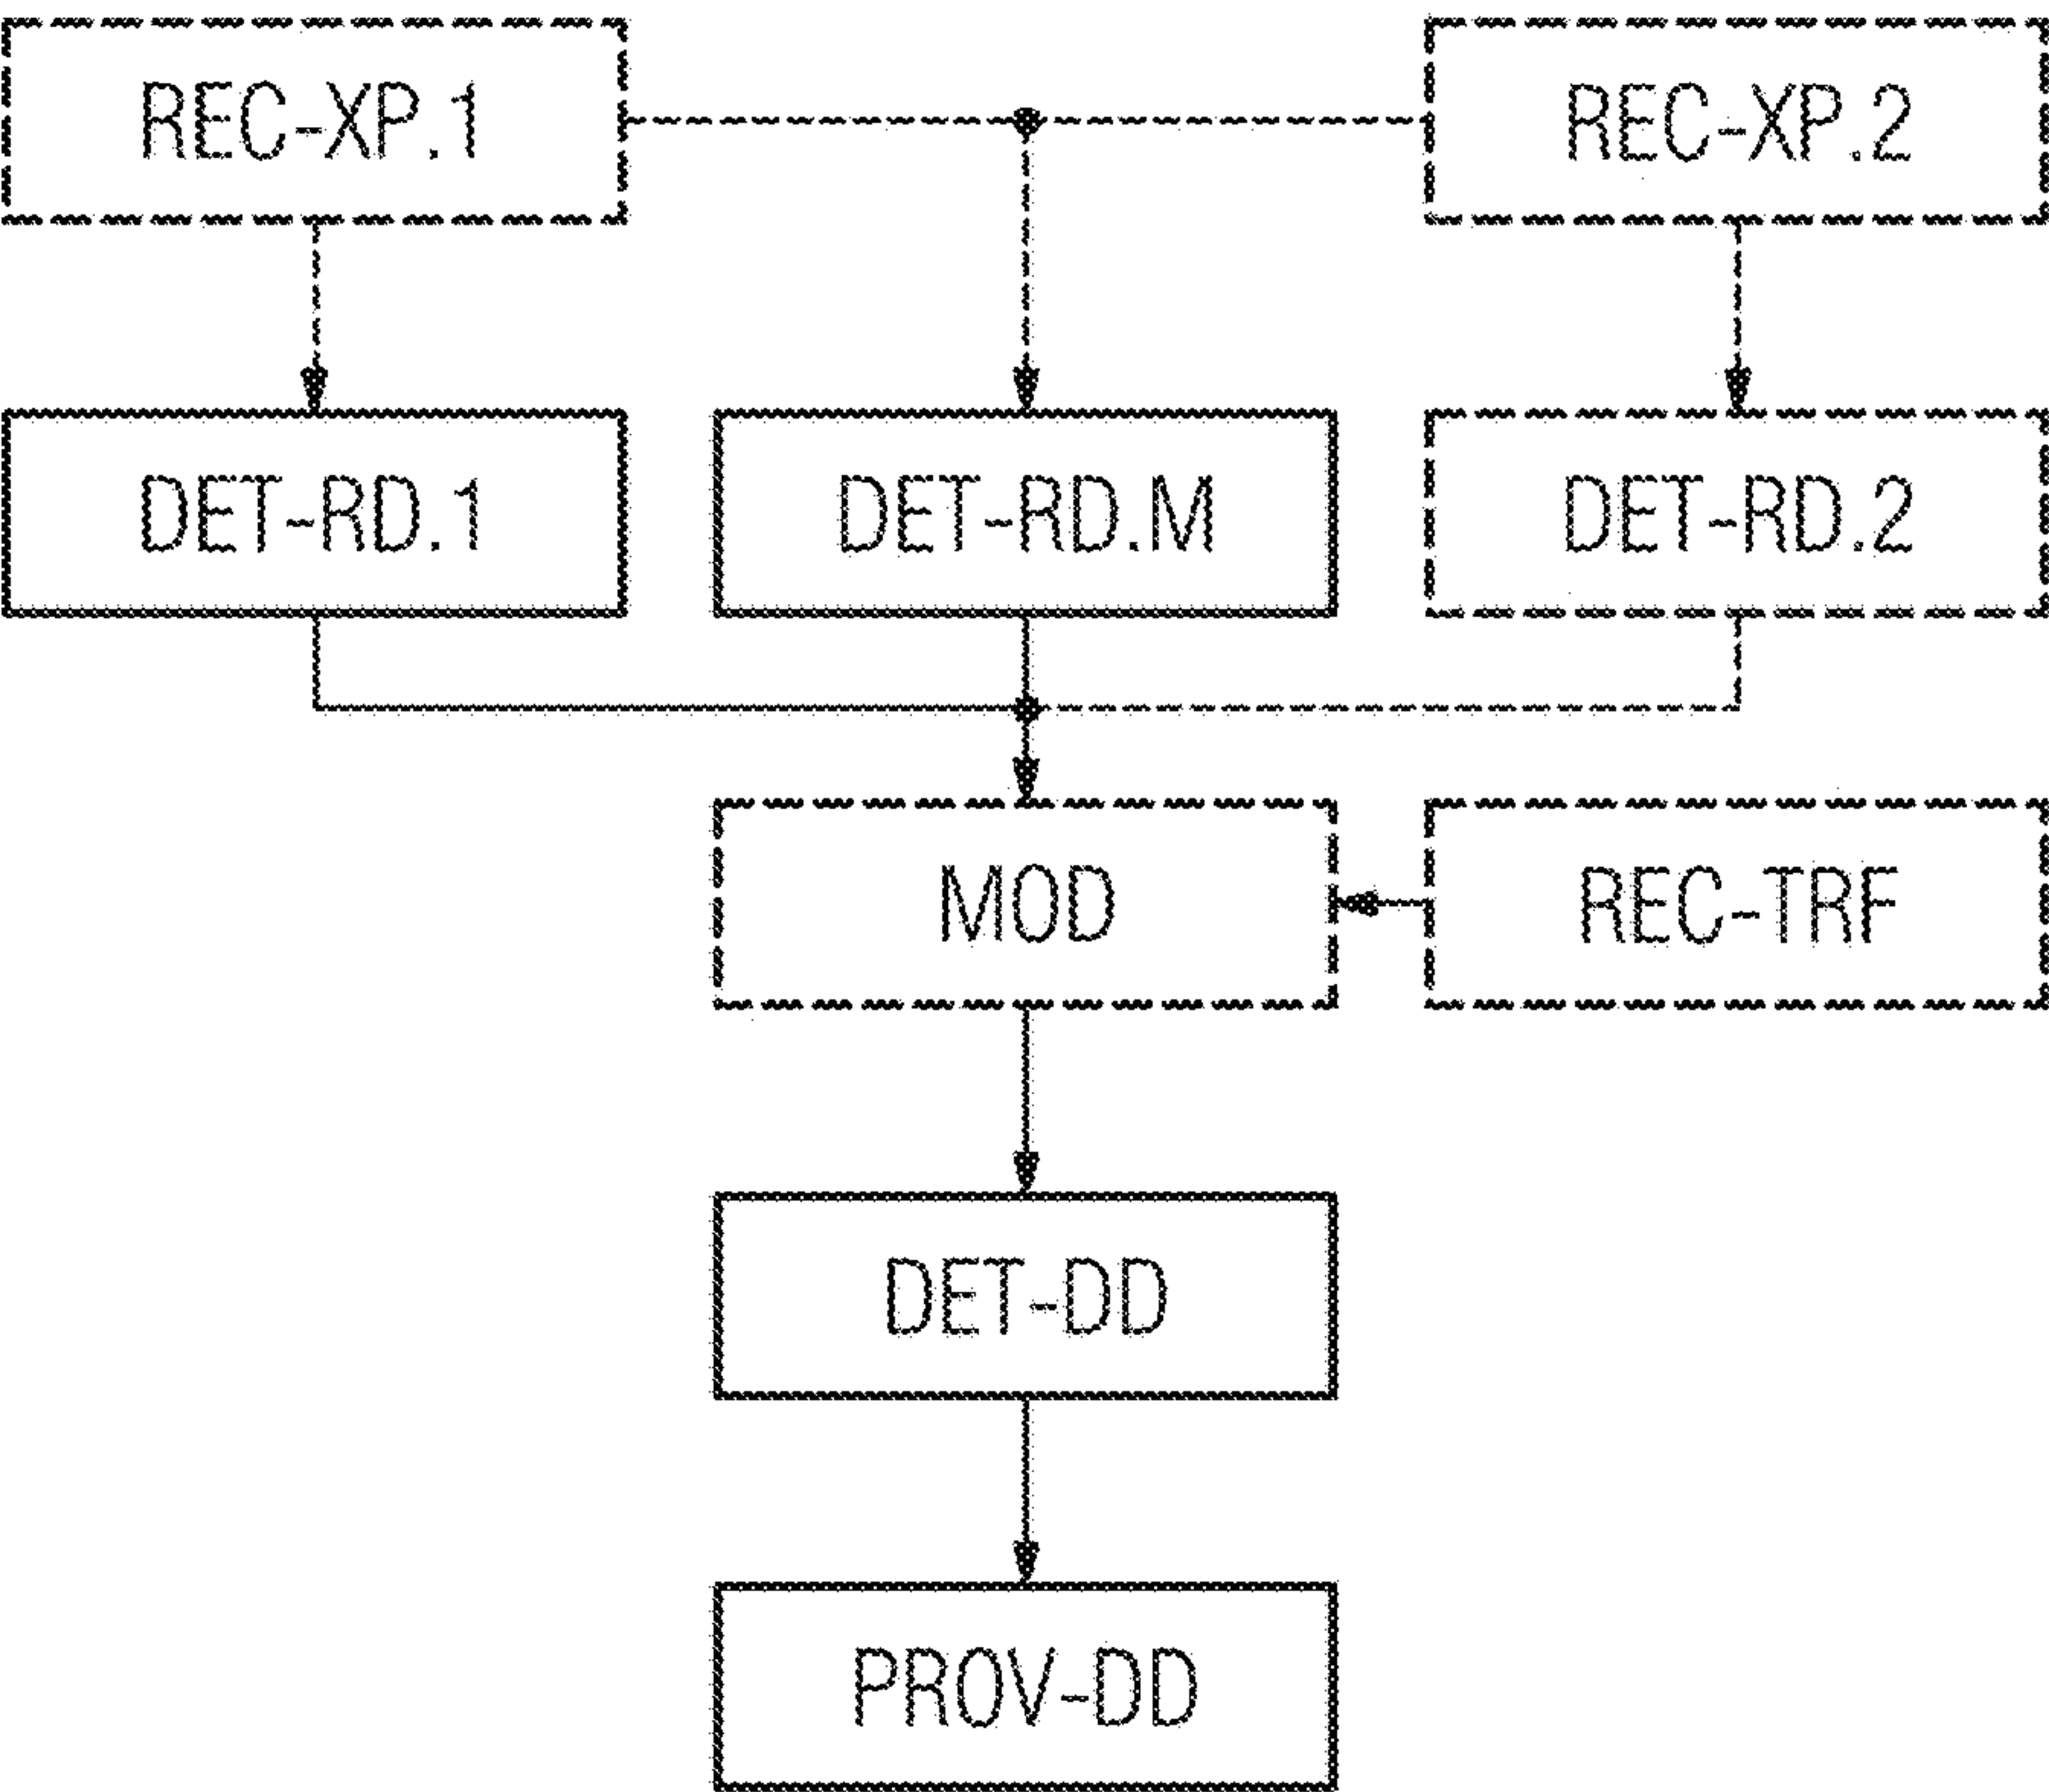 REC-XP.1
REC-XP.2
DET-RD.1
DET-RD.M
DET-RD.2
MOD
REC-TRF
DET-DD
PROV-DD